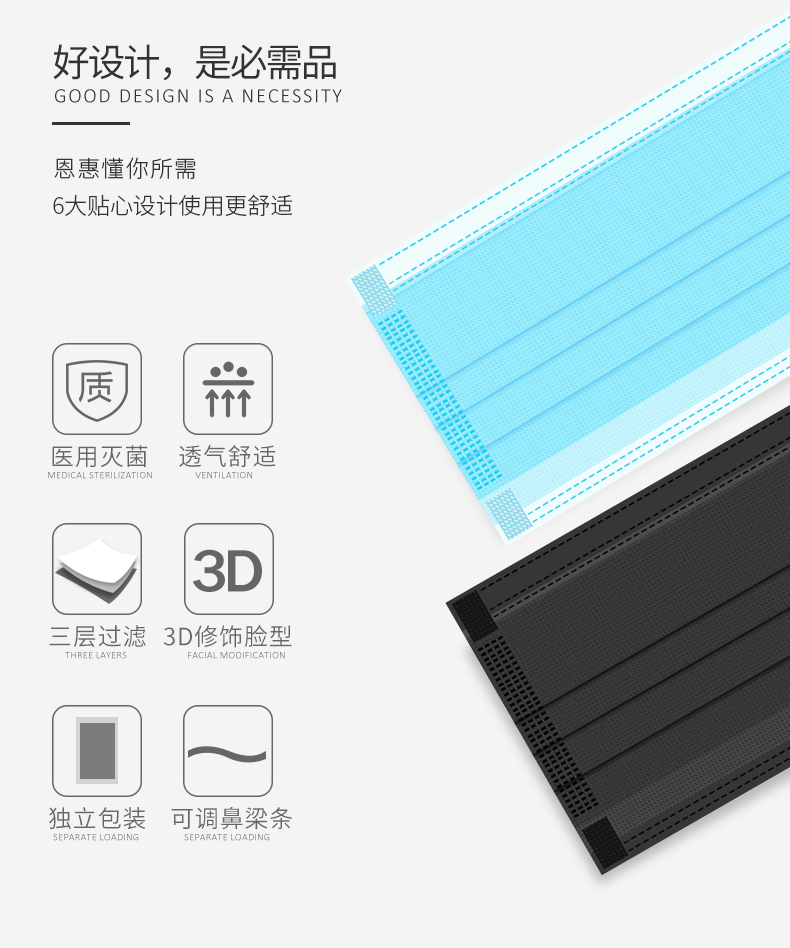 好设计，是必需品
GOOD DESIGN IS A NECESSITY
恩惠懂你所需
6大贴心设计使用更舒适
质
医用灭菌
MEDICAL STERILIZATION
透气舒适
VENTILATION
三层过滤
THREE LAYERS
3D
3D修饰脸型
FACIAL MODIFICATION
独立包装
SEPARATE LOADING
可调鼻梁条
SEPARATE LOADING